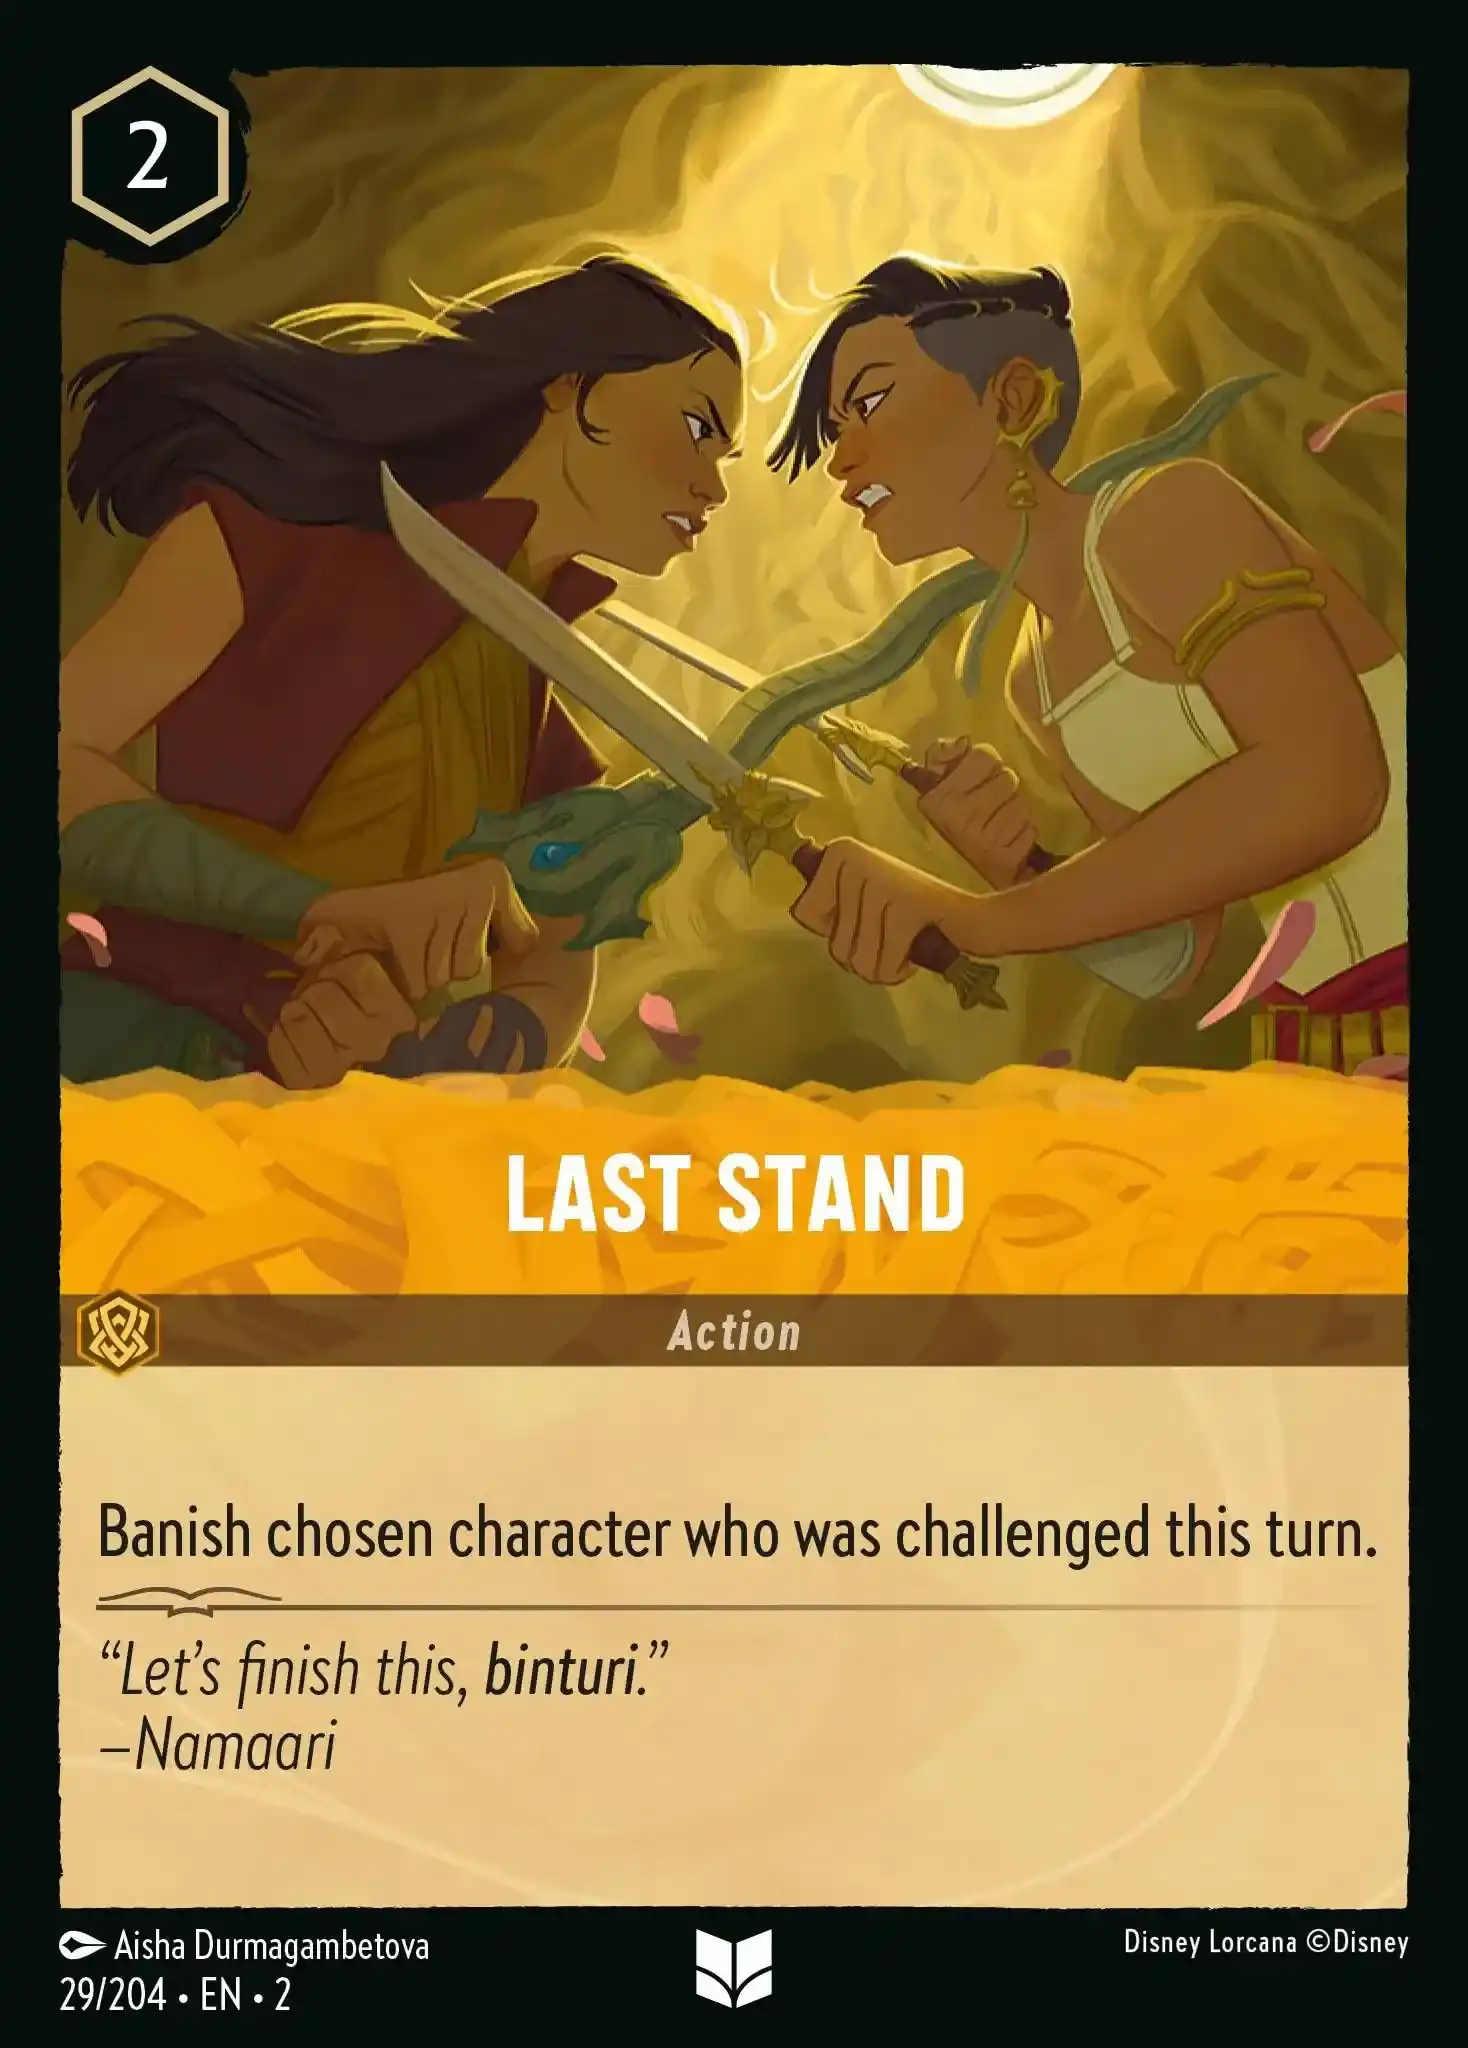 2
LAST STAND
Action
Banish chosen character who was challenged this turn.
“Let’s finish this, binturi.”
–Namaari
Aisha Durmagambetova
Disney Lorcana ©Disney
29/204 • EN • 2